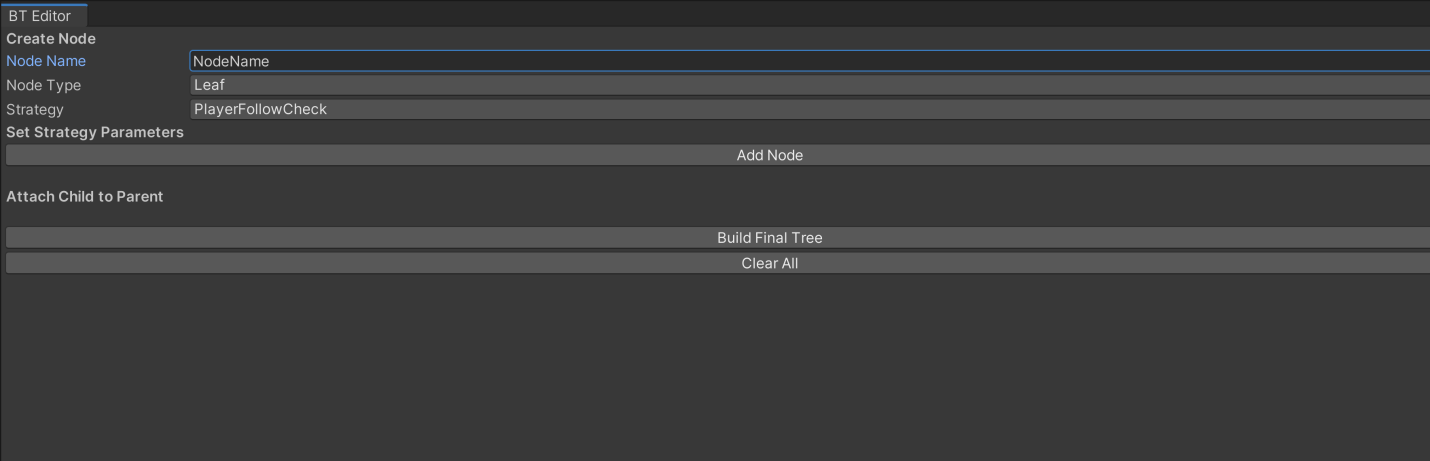 BT Editor
Create Node
Node Name NodeName
Node Type Leaf
Strategy PlayerFollowCheck
Set Strategy Parameters
Add Node
Attach Child to Parent
Build Final Tree
Clear All